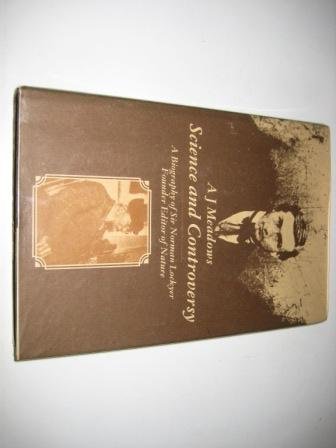 A J Meadows
Science and Controversy
A Biography of Sir Norman Lockyer
Founder Editor of Nature